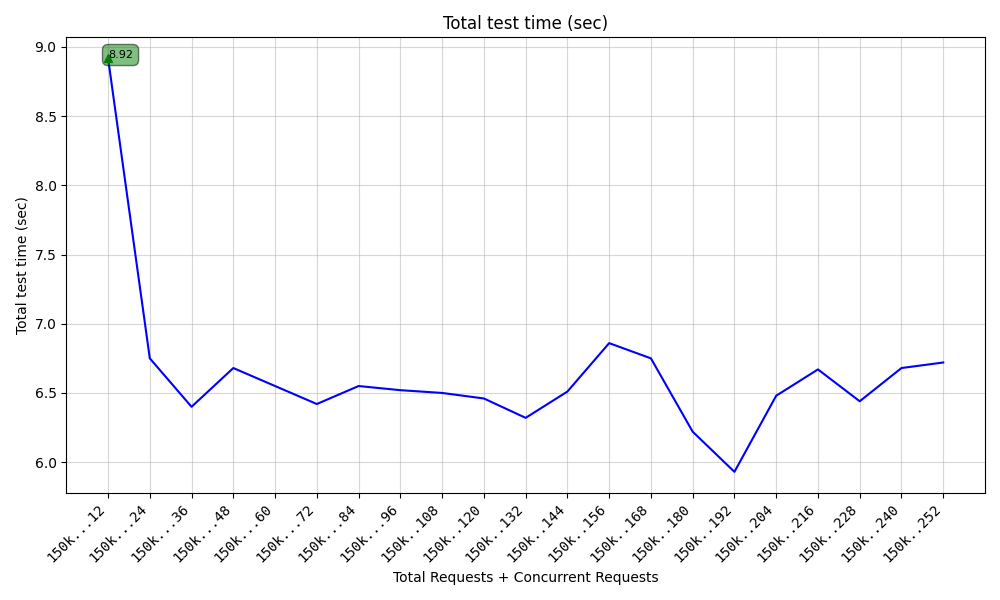 Total test time (sec)
9.0
8.92
8.5
8.0
7.5
7.0
6.5
6.0
Total test time (sec)
150k...12
150k...24
150k...36
150k...48
150k...60
150k...72
150k...84
150k...96
150k..108
150k..120
150k..132
150k..144
150k..156
150k..168
150k..180
150k..192
150k..204
150k..216
150k..228
150k..240
150k..252
Total Requests + Concurrent Requests